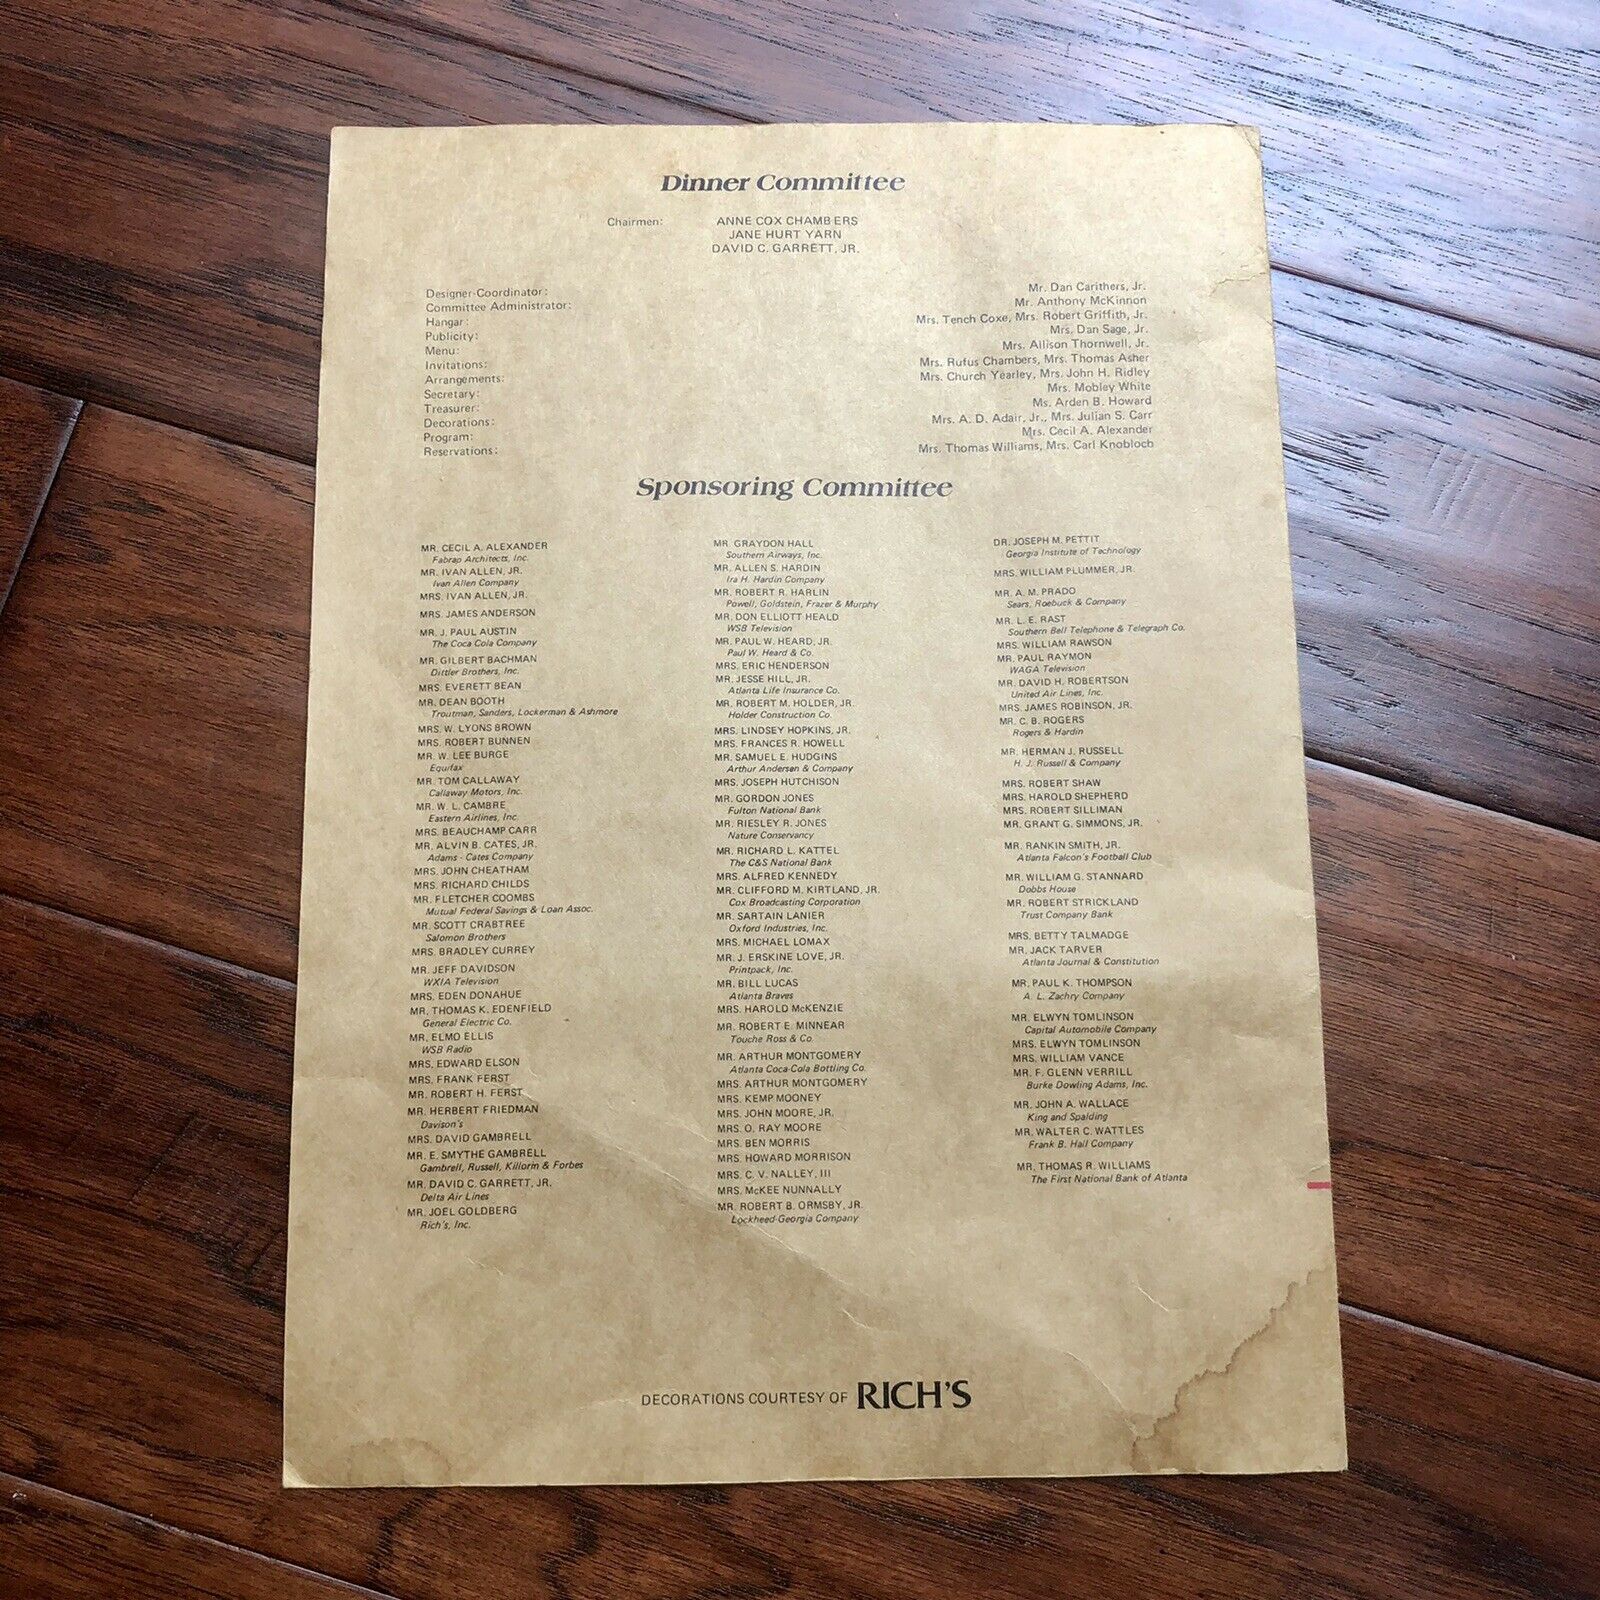 Dinner Committee
Chairmen: ANNE COX CHAMBERS
JANE HURT YARN
DAVID C. GARRETT, JR.
Designer-Coordinator: Mr. Dan Carithers, Jr.
Committee Administrator: Mr. Anthony McKinnon
Hangar: Mrs. Tench Coxe, Mrs. Robert Griffith, Jr.
Publicity: Mrs. Dan Sage, Jr.
Menu: Mrs. Allison Thornwell, Jr.
Invitations: Mrs. Rufus Chambers, Mrs. Thomas Asher
Arrangements: Mrs. Church Yearley, Mrs. John H. Ridley
Secretary: Mrs. Mobley White
Treasurer: Ms. Arden B. Howard
Decorations: Mrs. A. D. Adair, Jr., Mrs. Julian S. Carr
Program: Mrs. Cecil A. Alexander
Reservations: Mrs. Thomas Williams, Mrs. Carl Knobloch
Sponsoring Committee
MR. CECIL A. ALEXANDER
Fabrap Architects, Inc.
MR. IVAN ALLEN, JR.
Ivan Allen Company
MRS. IVAN ALLEN, JR.
MRS. JAMES ANDERSON
MR. J. PAUL AUSTIN
The Coca Cola Company
MR. GILBERT BACHMAN
Dittler Brothers, Inc.
MRS. EVERETT BEAN
MR. DEAN BOOTH
Troutman, Sanders, Lockerman & Ashmore
MRS. W. LYONS BROWN
MRS. ROBERT BUNNEN
MR. W. LEE BURGE
Equifax
MR. TOM CALLAWAY
Callaway Motors, Inc.
MR. W. L. CAMBRE
Eastern Airlines, Inc.
MRS. BEAUCHAMP CARR
MR. ALVIN B. CATES, JR.
Adams - Cates Company
MRS. JOHN CHEATHAM
MRS. RICHARD CHILDS
MR. FLETCHER COOMBS
Mutual Federal Savings & Loan Assoc.
MR. SCOTT CRABTREE
Salomon Brothers
MRS. BRADLEY CURREY
MR. JEFF DAVIDSON
WXIA Television
MRS. EDEN DONAHUE
MR. THOMAS K. EDENFIELD
General Electric Co.
MR. ELMO ELLIS
WSB Radio
MRS. EDWARD ELSON
MRS. FRANK FERST
MR. ROBERT H. FERST
MR. HERBERT FRIEDMAN
Davison's
MRS. DAVID GAMBRELL
MR. E. SMYTHE GAMBRELL
Gambrell, Russell, Killorin & Forbes
MR. DAVID C. GARRETT, JR.
Delta Air Lines
MR. JOEL GOLDBERG
Rich's, Inc.
MR. GRAYDON HALL
Southern Airways, Inc.
MR. ALLEN S. HARDIN
Ira H. Hardin Company
MR. ROBERT R. HARLIN
Powell, Goldstein, Frazer & Murphy
MR. DON ELLIOTT HEALD
WSB Television
MR. PAUL W. HEARD, JR.
Paul W. Heard & Co.
MRS. ERIC HENDERSON
MR. JESSE HILL, JR.
Atlanta Life Insurance Co.
MR. ROBERT M. HOLDER, JR.
Holder Construction Co.
MRS. LINDSEY HOPKINS, JR.
MRS. FRANCES R. HOWELL
MR. SAMUEL E. HUDGINS
Arthur Andersen & Company
MRS. JOSEPH HUTCHISON
MR. GORDON JONES
Fulton National Bank
MR. RIESLEY R. JONES
Nature Conservancy
MR. RICHARD L. KATTEL
The C&S National Bank
MRS. ALFRED KENNEDY
MR. CLIFFORD M. KIRTLAND, JR.
Cox Broadcasting Corporation
MR. SARTAIN LANIER
Oxford Industries, Inc.
MRS. MICHAEL LOMAX
MR. J. ERSKINE LOVE, JR.
Printpack, Inc.
MR. BILL LUCAS
Atlanta Braves
MRS. HAROLD McKENZIE
MR. ROBERT E. MINNEAR
Touche Ross & Co.
MR. ARTHUR MONTGOMERY
Atlanta Coca-Cola Bottling Co.
MRS. ARTHUR MONTGOMERY
MRS. KEMP MOONEY
MRS. JOHN MOORE, JR.
MRS. O. RAY MOORE
MRS. BEN MORRIS
MRS. HOWARD MORRISON
MRS. C. V. NALLEY, III
MRS. McKEE NUNNALLY
MR. ROBERT B. ORMSBY, JR.
Lockheed-Georgia Company
DR. JOSEPH M. PETTIT
Georgia Institute of Technology
MRS. WILLIAM PLUMMER, JR.
MR. A. M. PRADO
Sears, Roebuck & Company
MR. L. E. RAST
Southern Bell Telephone & Telegraph Co.
MRS. WILLIAM RAWSON
MR. PAUL RAYMON
WAGA Television
MR. DAVID H. ROBERTSON
United Air Lines, Inc.
MRS. JAMES ROBINSON, JR.
MR. C. B. ROGERS
Rogers & Hardin
MR. HERMAN J. RUSSELL
H. J. Russell & Company
MRS. ROBERT SHAW
MRS. HAROLD SHEPHERD
MRS. ROBERT SILLIMAN
MR. GRANT G. SIMMONS, JR.
MR. RANKIN SMITH, JR.
Atlanta Falcon's Football Club
MR. WILLIAM G. STANNARD
Dobbs House
MR. ROBERT STRICKLAND
Trust Company Bank
MRS. BETTY TALMADGE
MR. JACK TARVER
Atlanta Journal & Constitution
MR. PAUL K. THOMPSON
A. L. Zachry Company
MR. ELWYN TOMLINSON
Capital Automobile Company
MRS. ELWYN TOMLINSON
MRS. WILLIAM VANCE
MR. F. GLENN VERRILL
Burke Dowling Adams, Inc.
MR. JOHN A. WALLACE
King and Spalding
MR. WALTER C. WATTLES
Frank B. Hall Company
MR. THOMAS R. WILLIAMS
The First National Bank of Atlanta
DECORATIONS COURTESY OF RICH'S